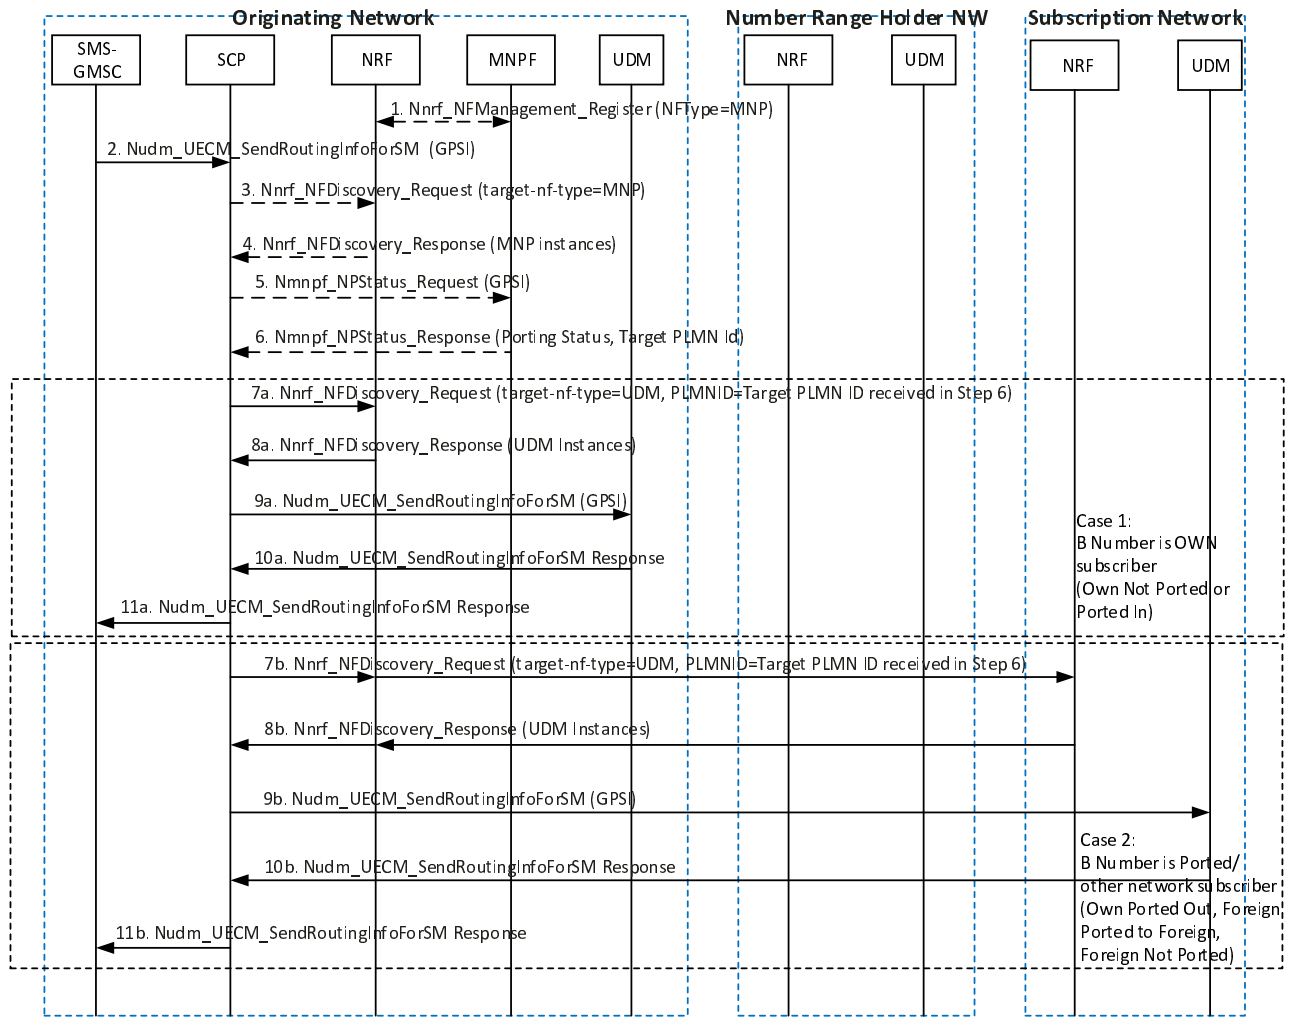 Originating Network
Number Range Holder NW
Subscription Network
SMS-
GMSC
SCP
NRF
MNPF
UDM
NRF
UDM
NRF
UDM
1. Nnrf_NFManagement_Register (NFType=MNP)
2. Nudm_UECM_SendRoutingInfoForSM (GPSI)
3. Nnrf_NFDiscovery_Request (target-nf-type=MNP)
4. Nnrf_NFDiscovery_Response (MNP instances)
5. Nmnpf_NPStatus_Request (GPSI)
6. Nmnpf_NPStatus_Response (Porting Status, Target PLMN Id)
7a. Nnrf_NFDiscovery_Request (target-nf-type=UDM, PLMNID=Target PLMN ID received in Step 6)
8a. Nnrf_NFDiscovery_Response (UDM Instances)
9a. Nudm_UECM_SendRoutingInfoForSM (GPSI)
10a. Nudm_UECM_SendRoutingInfoForSM Response
11a. Nudm_UECM_SendRoutingInfoForSM Response
Case 1:
B Number is OWN
subscriber
(Own Not Ported or
Ported In)
7b. Nnrf_NFDiscovery_Request (target-nf-type=UDM, PLMNID=Target PLMN ID received in Step 6)
8b. Nnrf_NFDiscovery_Response (UDM Instances)
9b. Nudm_UECM_SendRoutingInfoForSM (GPSI)
10b. Nudm_UECM_SendRoutingInfoForSM Response
11b. Nudm_UECM_SendRoutingInfoForSM Response
Case 2:
B Number is Ported/
other network subscriber
(Own Ported Out, Foreign
Ported to Foreign,
Foreign Not Ported)